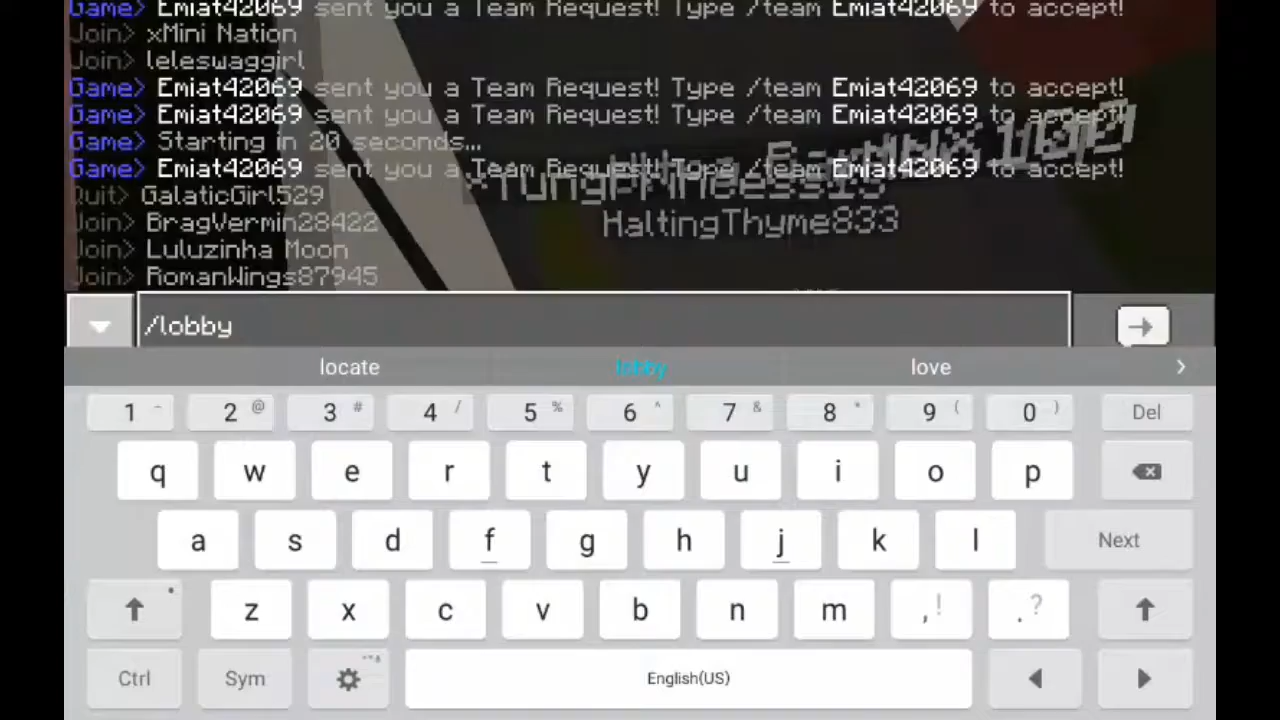 Game> Emiat42069 sent you a Team Request! Type /team Emiat42069 to accept!
Join> xMini Nation
Join> leleswaggirl
Game> Emiat42069 sent you a Team Request! Type /team Emiat42069 to accept!
Game> Emiat42069 sent you a Team Request! Type /team Emiat42069 to accept!
Game> Starting in 20 seconds...
Game> Emiat42069 sent you a Team Request! Type /team Emiat42069 to accept!
Quit> GalaticGirl529
HaltingThyme833
Join> BragVermin28422
Join> Luluzinha Moon
Join> RomanWings87945
/lobby
locate lobby love >
1 - 2 @ 3 # 4 / 5 % 6 ^ 7 & 8 * 9 ( 0 ) Del
q w e r t y u i o p
a s d f g h j k l Next
z x c v b n m , ! . ?
Ctrl Sym English(US)